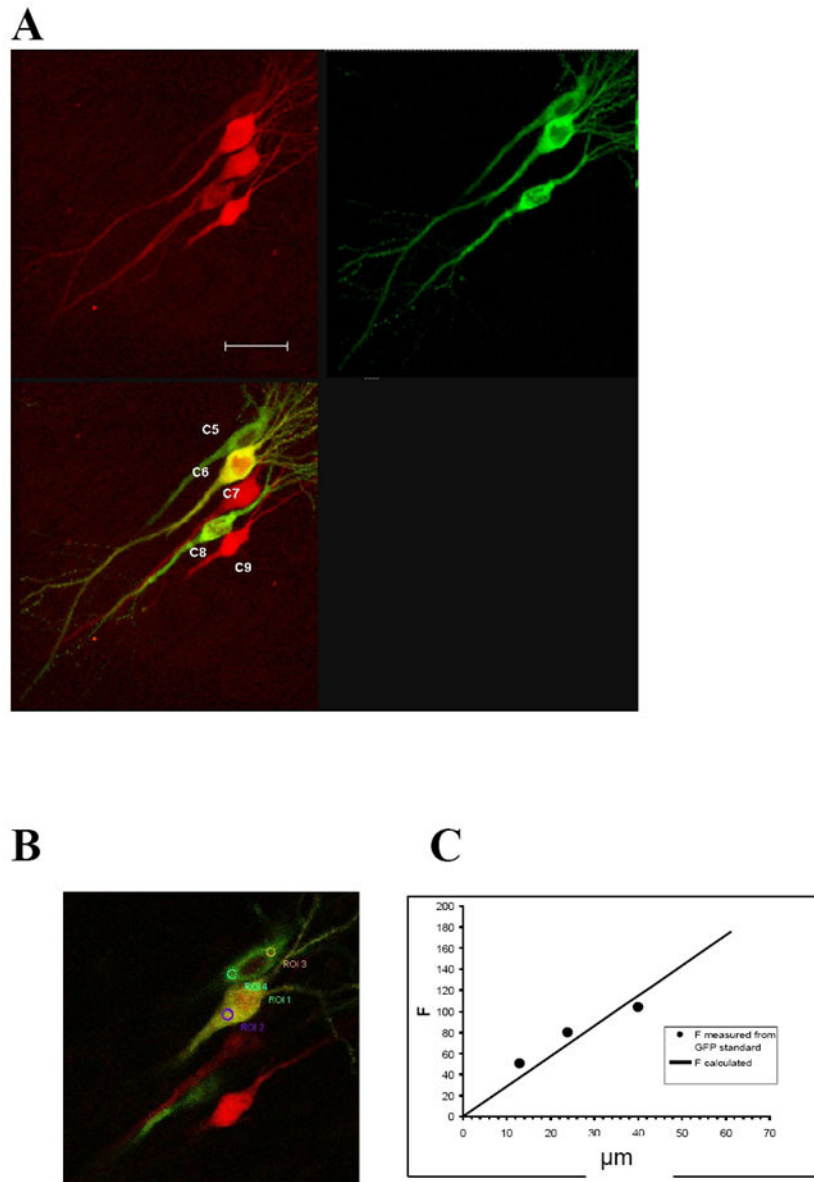 A
C5
C6
C7
C8
C9
B
ROI 3
ROI 4
ROI 1
ROI 2
C
200
180
160
140
120
100
80
60
40
20
0
F
0 10 20 30 40 50 60 70
µm
F measured from
GFP standard
F calculated